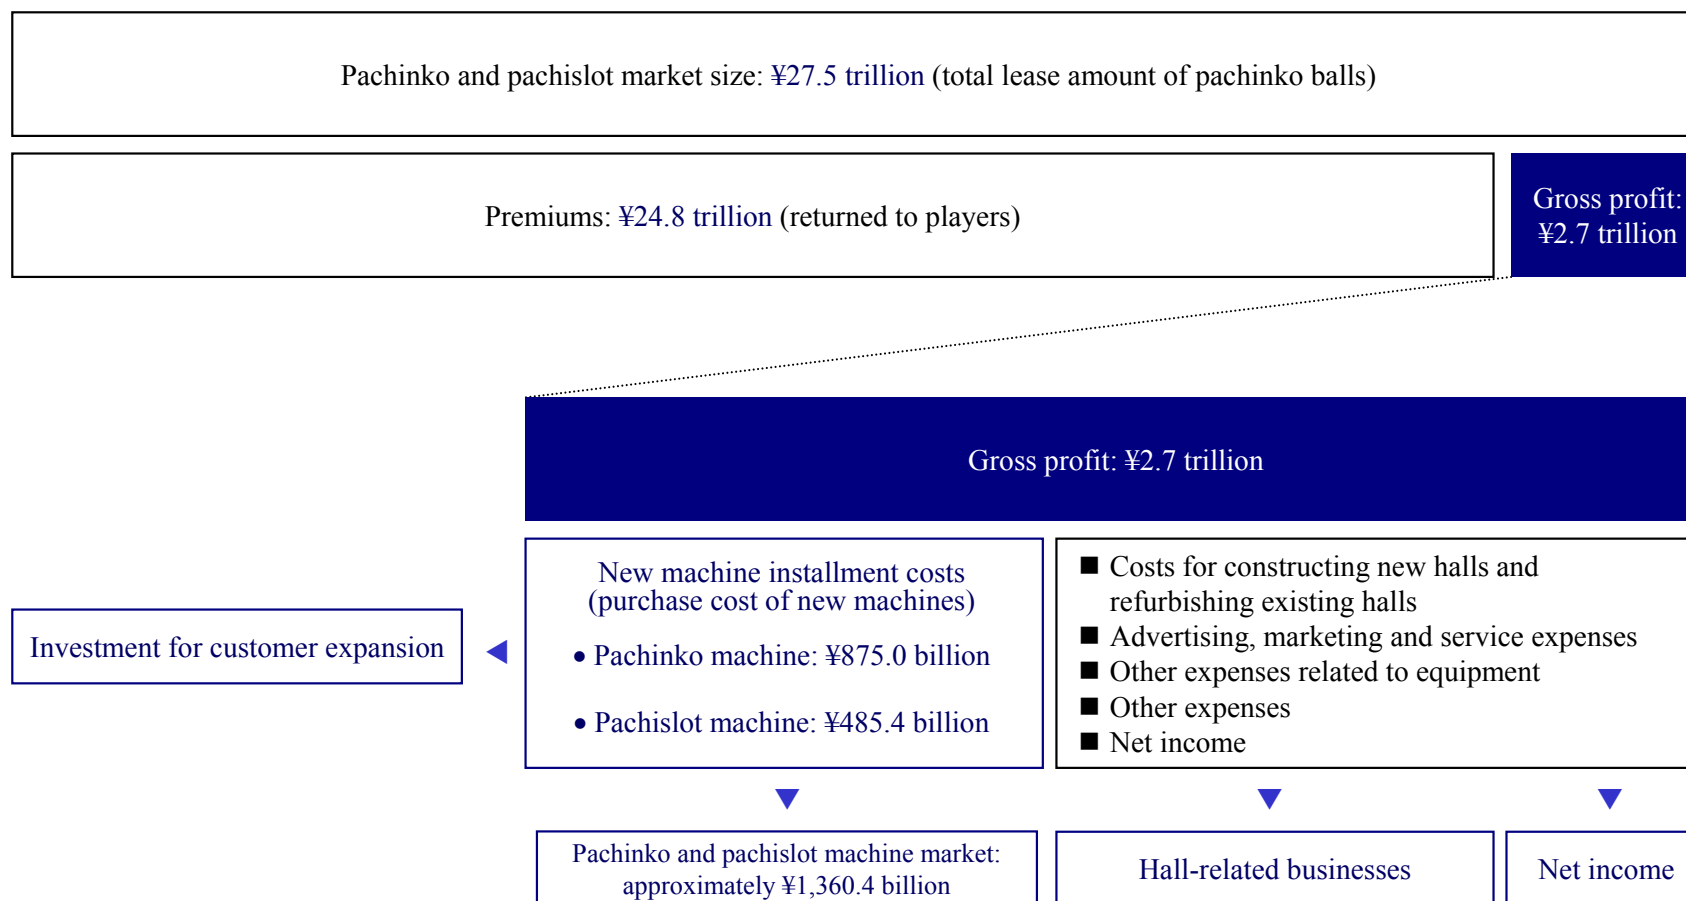 Pachinko and pachislot market size: ¥27.5 trillion (total lease amount of pachinko balls)
Premiums: ¥24.8 trillion (returned to players)
Gross profit:
¥2.7 trillion
Gross profit: ¥2.7 trillion
New machine installment costs
(purchase cost of new machines)
• Pachinko machine: ¥875.0 billion
• Pachislot machine: ¥485.4 billion
■ Costs for constructing new halls and
refurbishing existing halls
■ Advertising, marketing and service expenses
■ Other expenses related to equipment
■ Other expenses
■ Net income
Investment for customer expansion
Pachinko and pachislot machine market:
approximately ¥1,360.4 billion
Hall-related businesses
Net income